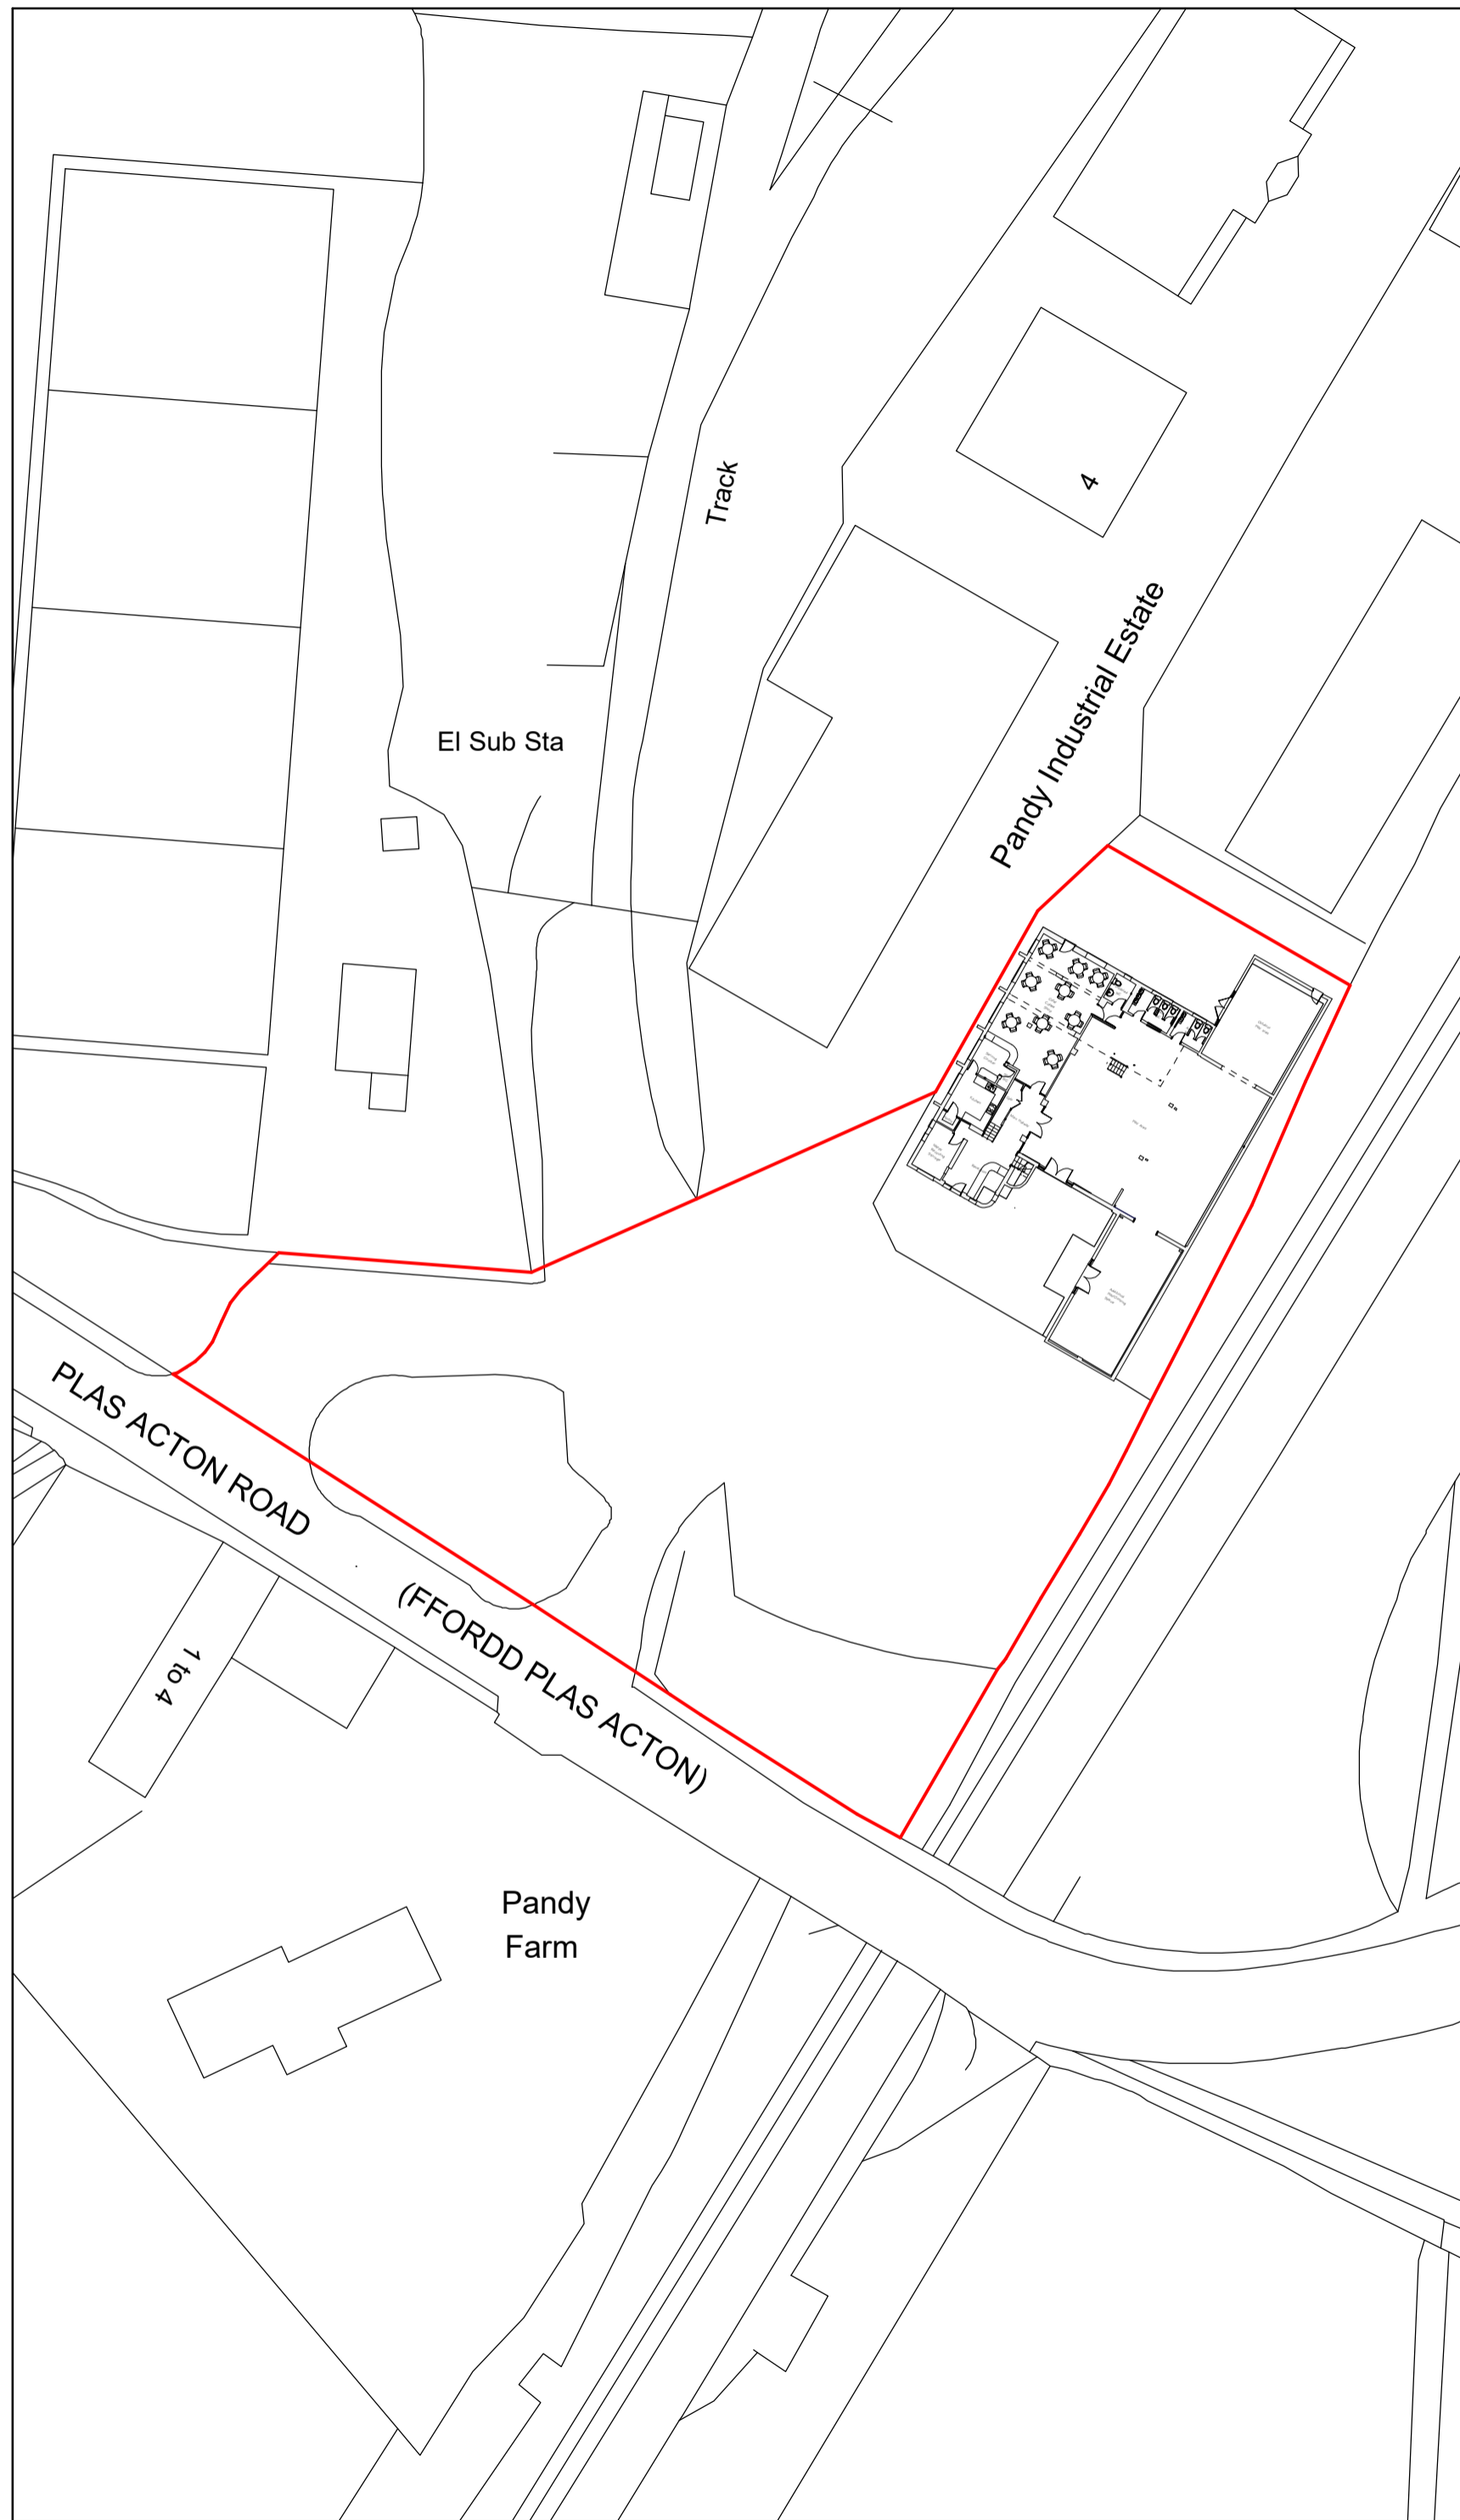 Track
4
Pandy Industrial Estate
El Sub Sta
PLAS ACTON ROAD
(FFORDD PLAS ACTON)
1 to 4
Pandy
Farm